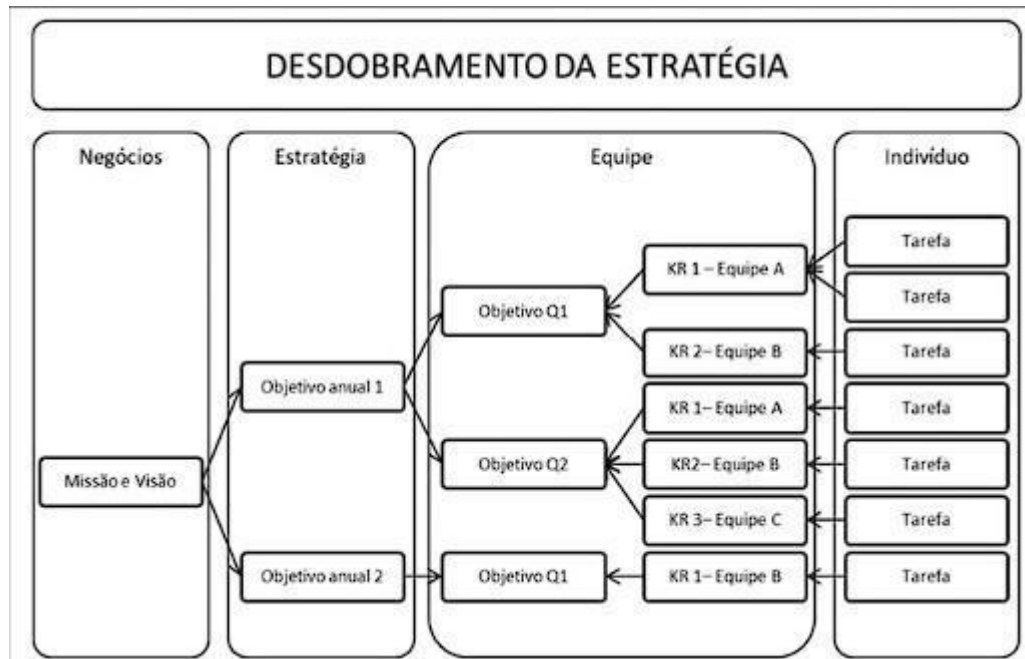 DESDOBRAMENTO DA ESTRATÉGIA
Negócios
Estratégia
Equipe
Indivíduo
Missão e Visão
Objetivo anual 1
Objetivo anual 2
Objetivo Q1
Objetivo Q2
Objetivo Q1
KR 1 – Equipe A
KR 2– Equipe B
KR 1– Equipe A
KR2– Equipe B
KR 3– Equipe C
KR 1– Equipe B
Tarefa
Tarefa
Tarefa
Tarefa
Tarefa
Tarefa
Tarefa